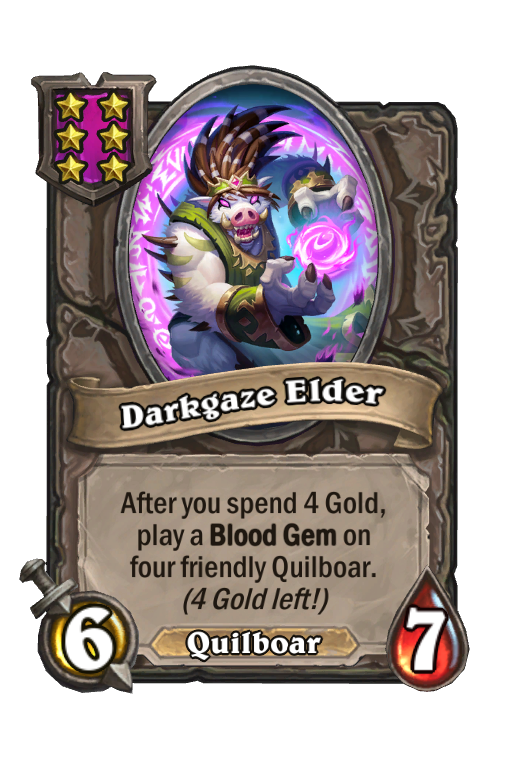 Darkgaze Elder
After you spend 4 Gold,
play a Blood Gem on
four friendly Quilboar.
(4 Gold left!)
6
Quilboar
7